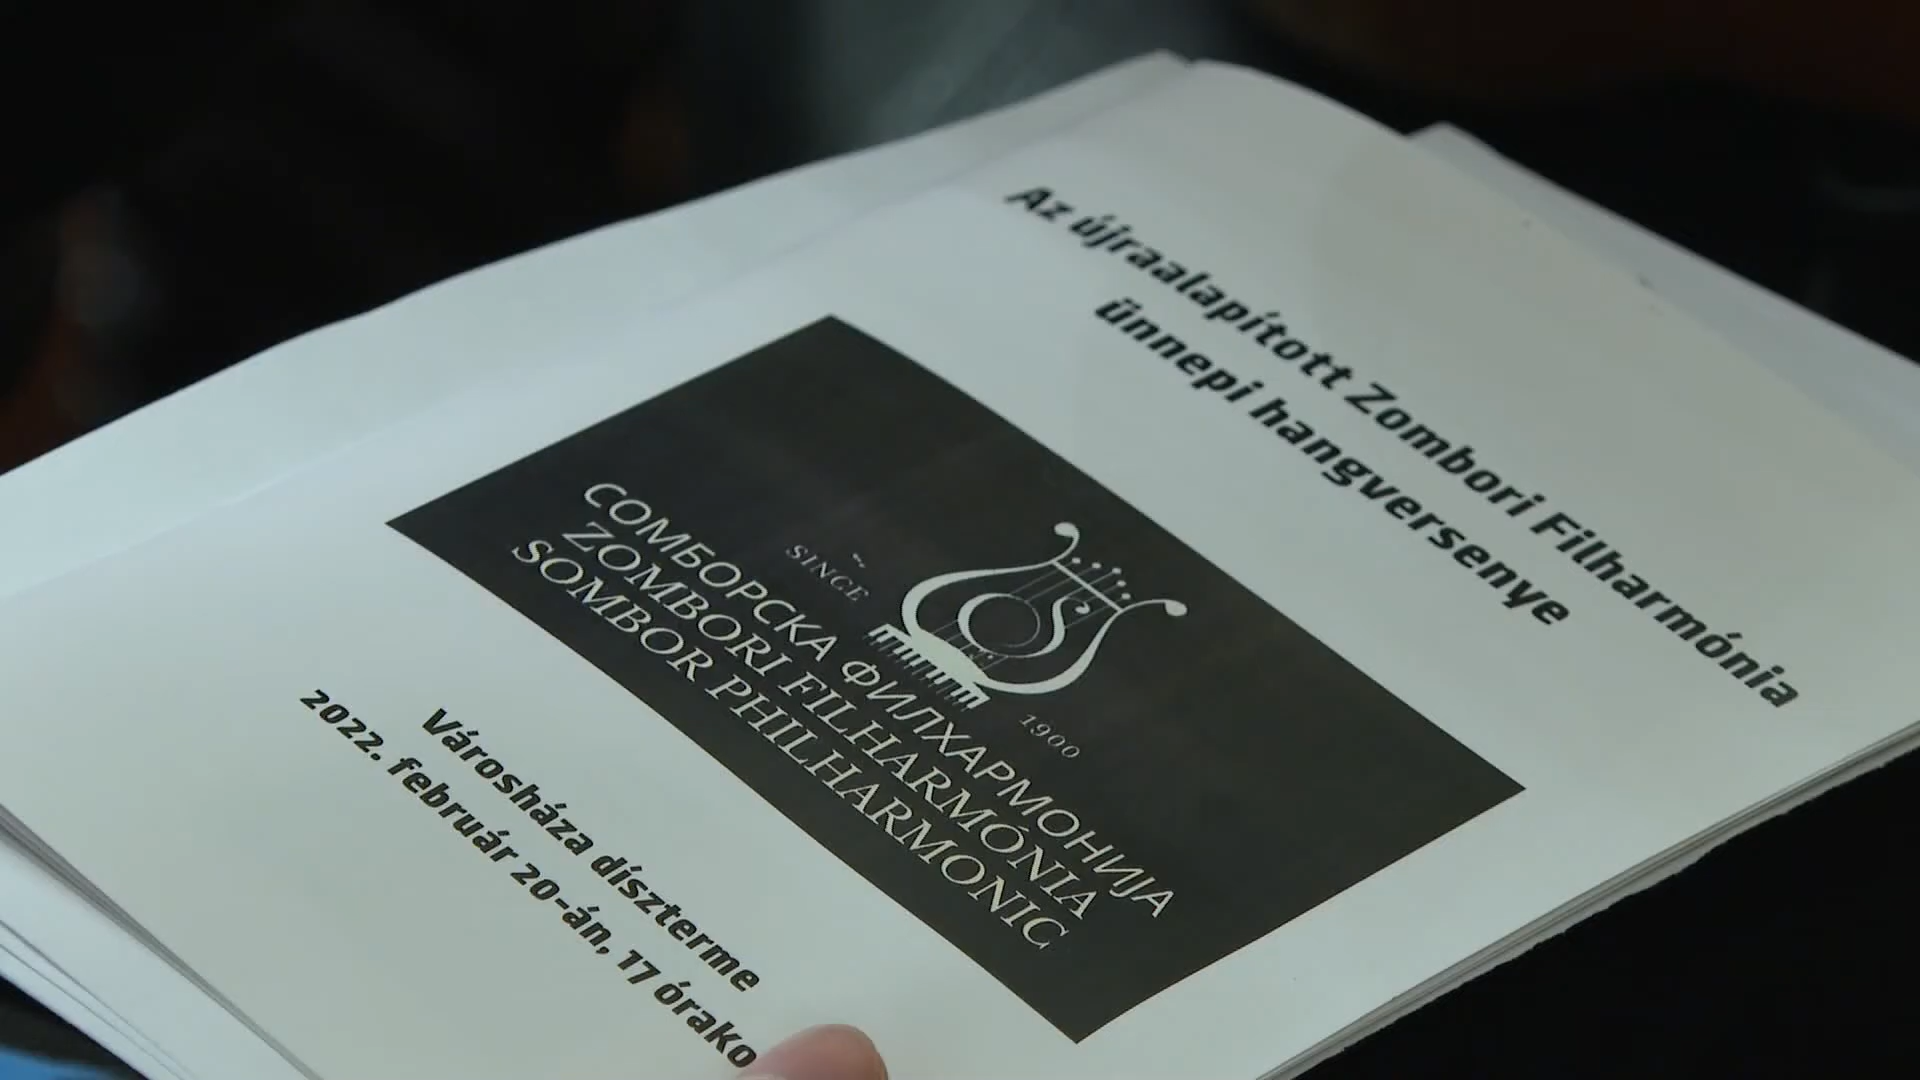 Az újraalapított Zombori Filharmónia
ünnepi hangversenye
SINCE
1900
СОМБОРСКА ФИЛХАРМОНИЈА
ZOMBORI FILHARMÓNIA
SOMBOR PHILHARMONIC
Városháza díszterme
2022. február 20-án, 17 órako